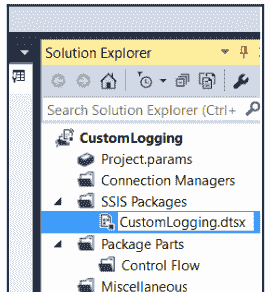 Solution Explorer
Search Solution Explorer (Ctrl+
CustomLogging
Project.params
Connection Managers
SSIS Packages
CustomLogging.dtsx
Package Parts
Control Flow
Miscellaneous